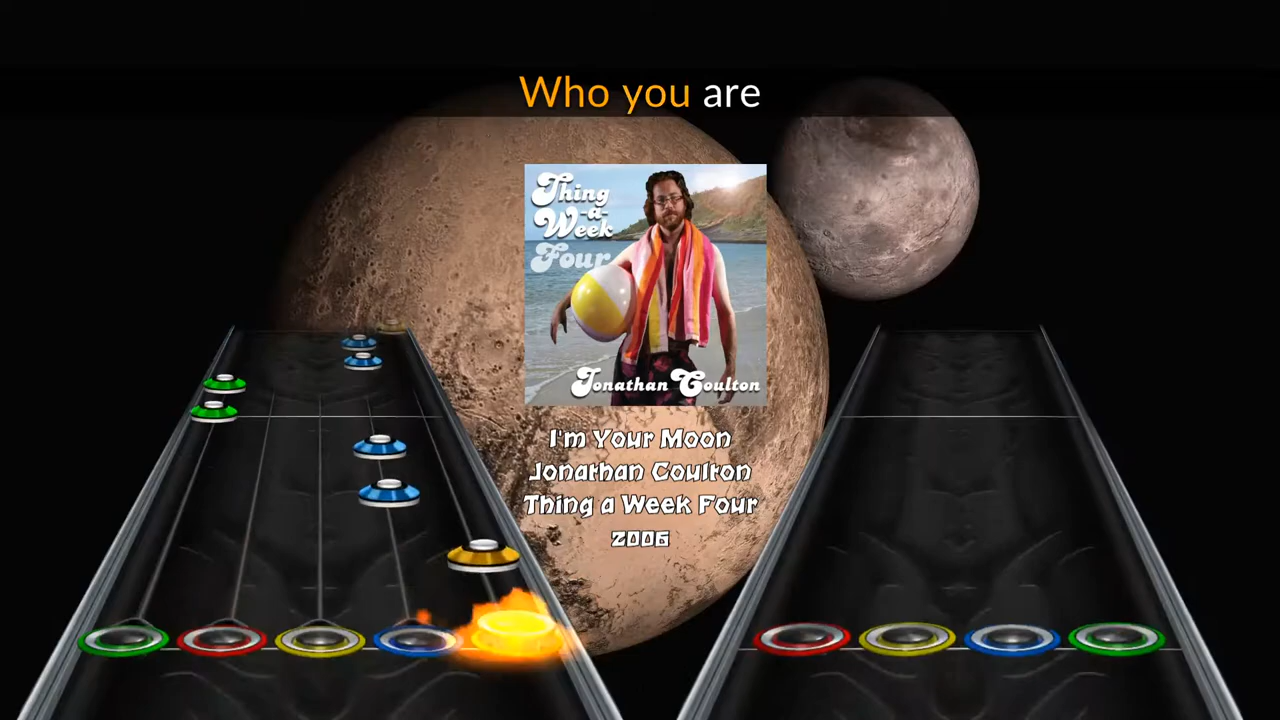 Who you are
Thing
-a-
Week
Four
Jonathan Coulton
I'm Your Moon
Jonathan Coulton
Thing a Week Four
2006